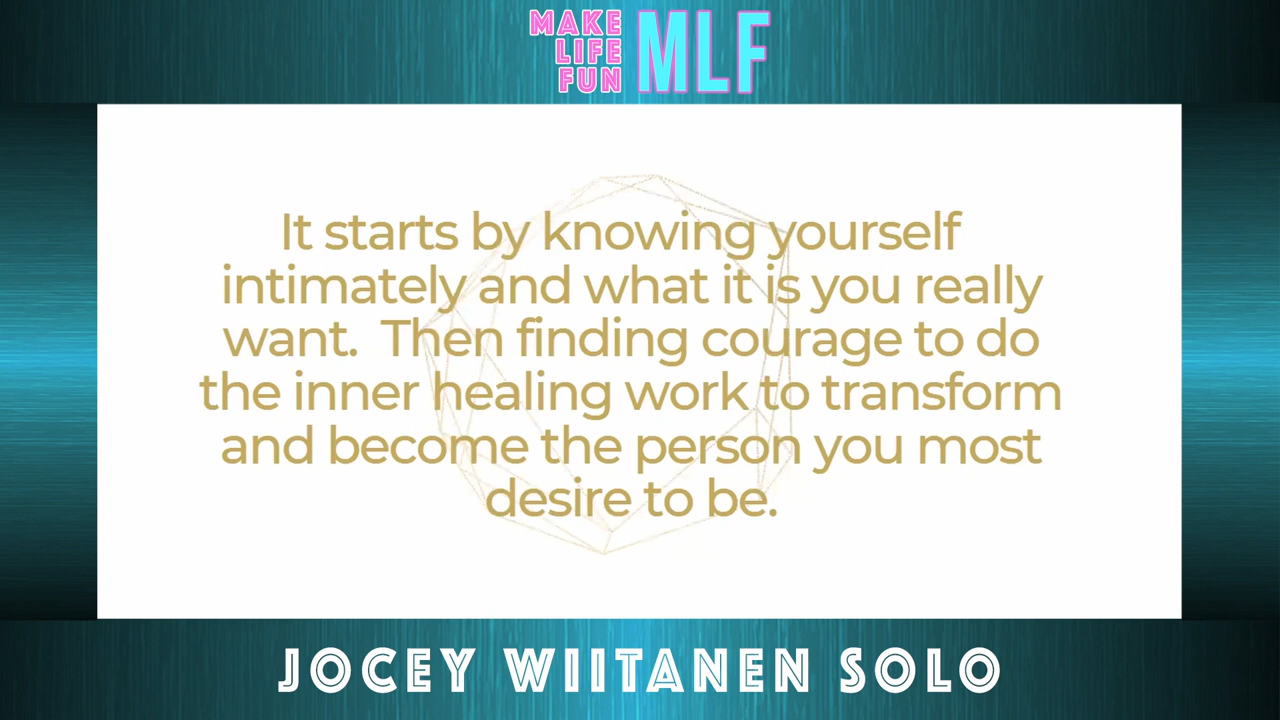 MAKE
LIFE
FUN
MLF
It starts by knowing yourself
intimately and what it is you really
want.  Then finding courage to do
the inner healing work to transform
and become the person you most
desire to be.
JOCEY WIITANEN SOLO